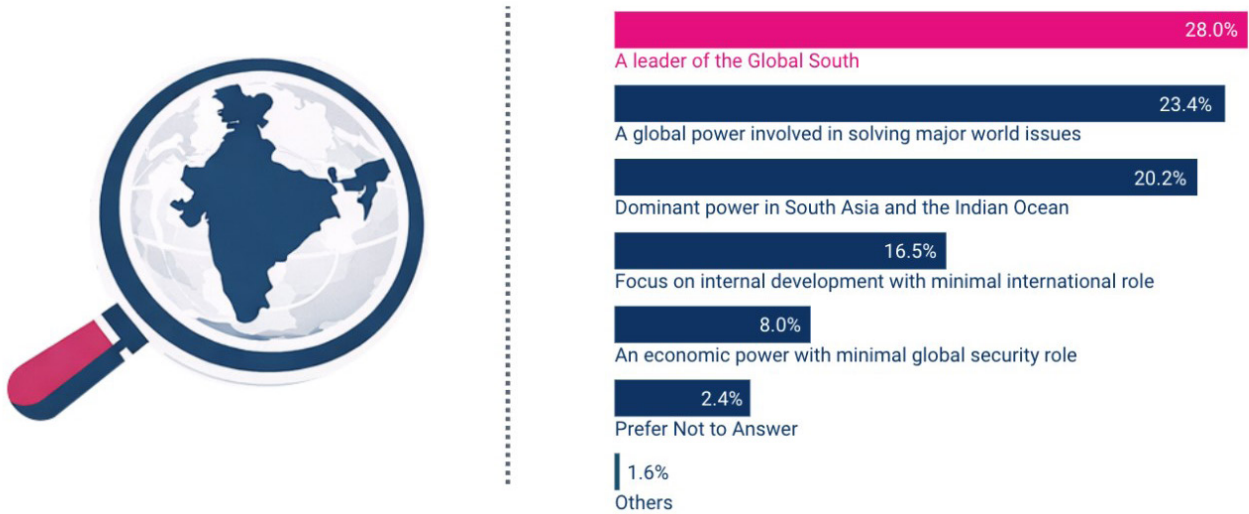 28.0%
A leader of the Global South
23.4%
A global power involved in solving major world issues
20.2%
Dominant power in South Asia and the Indian Ocean
16.5%
Focus on internal development with minimal international role
8.0%
An economic power with minimal global security role
2.4%
Prefer Not to Answer
1.6%
Others